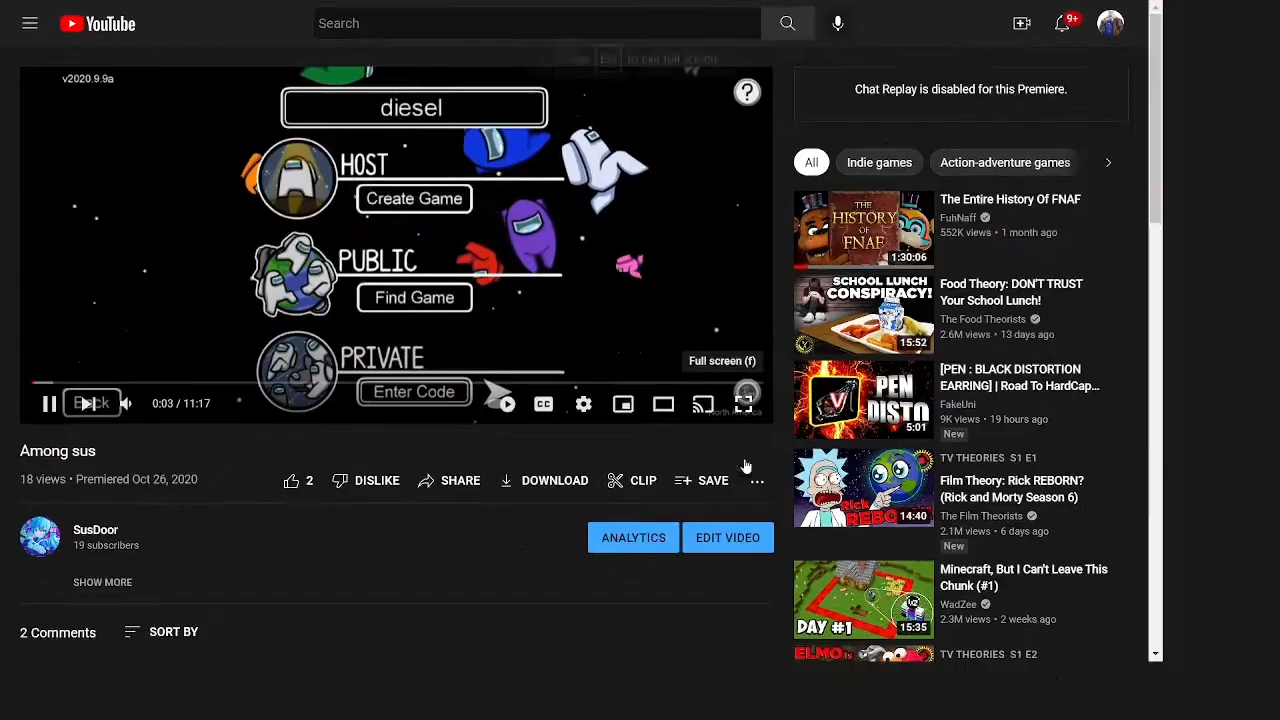 YouTube
Search
9+
v2020.9.9a
diesel
?
HOST
Create Game
PUBLIC
Find Game
PRIVATE
Enter Code
Full screen (f)
Back
0:03 / 11:17
CC
North America
Among sus
18 views • Premiered Oct 26, 2020
2
DISLIKE
SHARE
DOWNLOAD
CLIP
SAVE
SusDoor
19 subscribers
ANALYTICS
EDIT VIDEO
SHOW MORE
2 Comments
SORT BY
Chat Replay is disabled for this Premiere.
All
Indie games
Action-adventure games
THE
HISTORY
OF
FNAF
1:30:06
The Entire History Of FNAF
FuhNaff
552K views • 1 month ago
SCHOOL LUNCH
CONSPIRACY!
15:52
Food Theory: DON'T TRUST
Your School Lunch!
The Food Theorists
2.6M views • 13 days ago
PEN
DISTO
5:01
[PEN : BLACK DISTORTION
EARRING] | Road To HardCap...
FakeUni
9K views • 19 hours ago
New
Rick REBO
14:40
TV THEORIES S1 E1
Film Theory: Rick REBORN?
(Rick and Morty Season 6)
The Film Theorists
2.1M views • 6 days ago
New
DAY #1
15:35
Minecraft, But I Can't Leave This
Chunk (#1)
WadZee
2.3M views • 2 weeks ago
ELMO is
TV THEORIES S1 E2